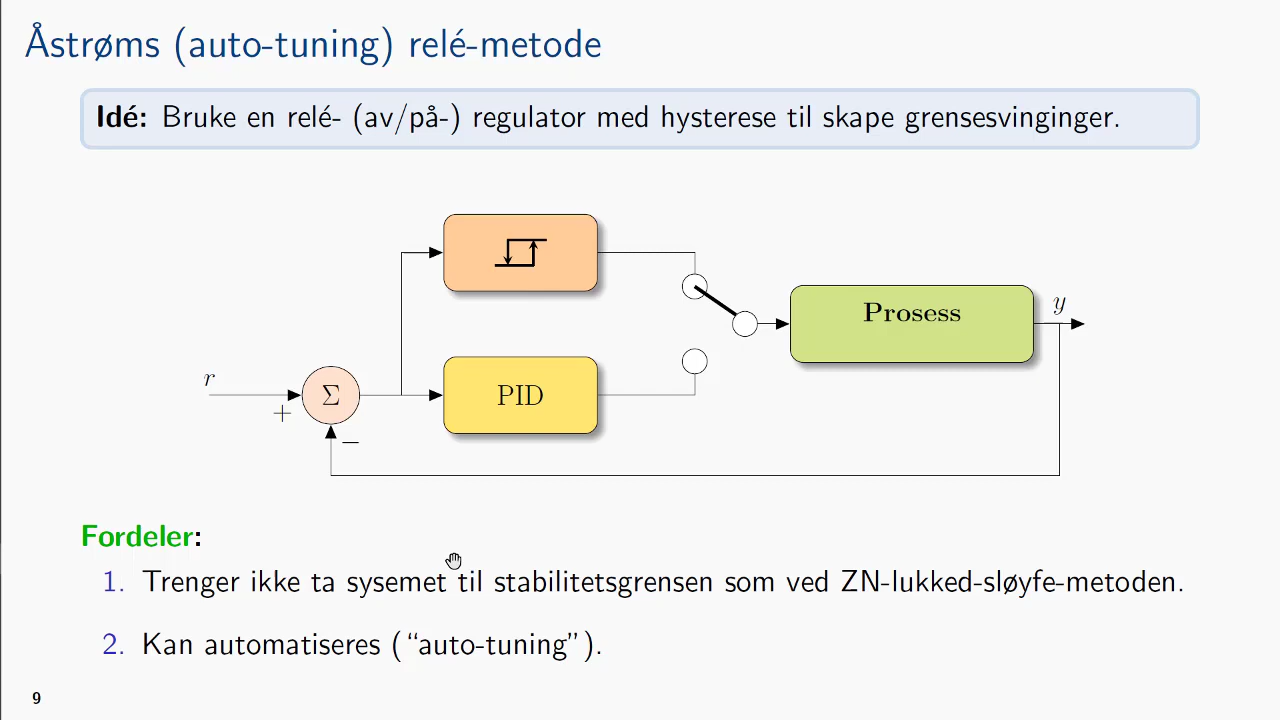 Åstrøms (auto-tuning) relé-metode
Idé: Bruke en relé- (av/på-) regulator med hysterese til skape grensesvinginger.
Prosess
y
r
Σ
PID
+
−
Fordeler:
1. Trenger ikke ta sysemet til stabilitetsgrensen som ved ZN-lukked-sløyfe-metoden.
2. Kan automatiseres (“auto-tuning”).
9